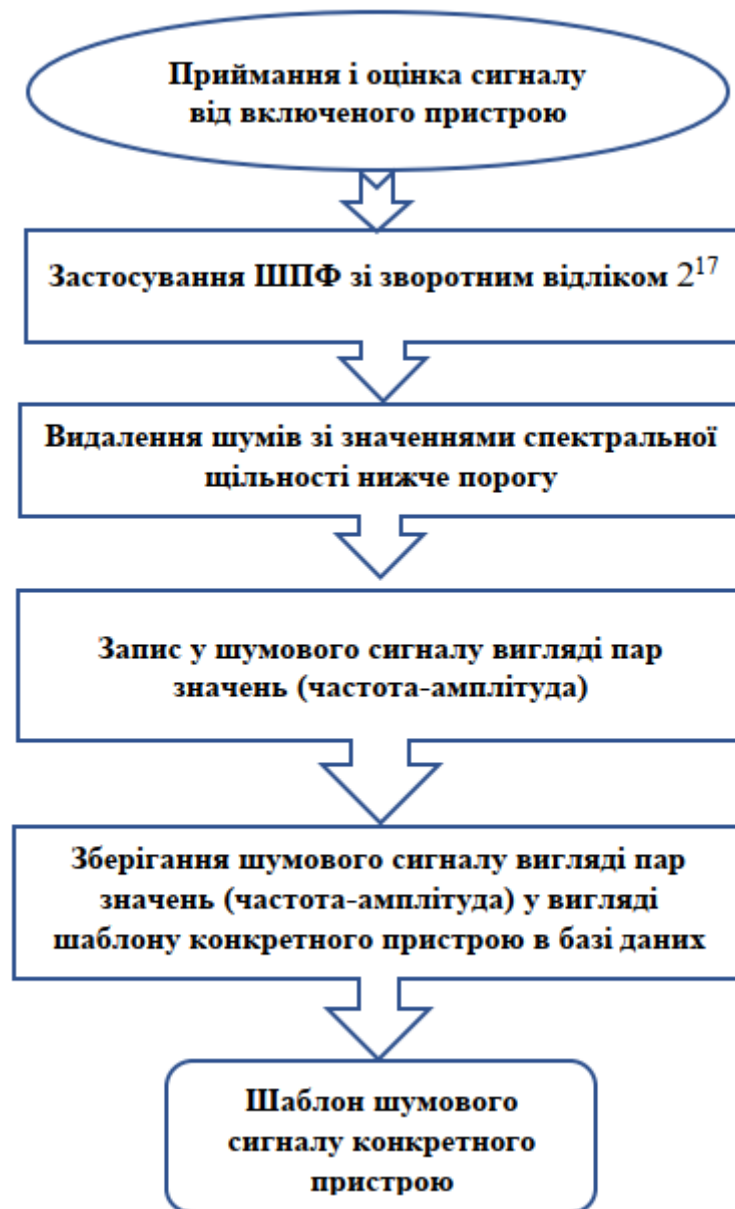 Приймання і оцінка сигналу
від включеного пристрою
Застосування ШПФ зі зворотним відліком 2¹⁷
Видалення шумів зі значеннями спектральної
щільності нижче порогу
Запис у шумового сигналу вигляді пар
значень (частота-амплітуда)
Зберігання шумового сигналу вигляді пар
значень (частота-амплітуда) у вигляді
шаблону конкретного пристрою в базі даних
Шаблон шумового
сигналу конкретного
пристрою